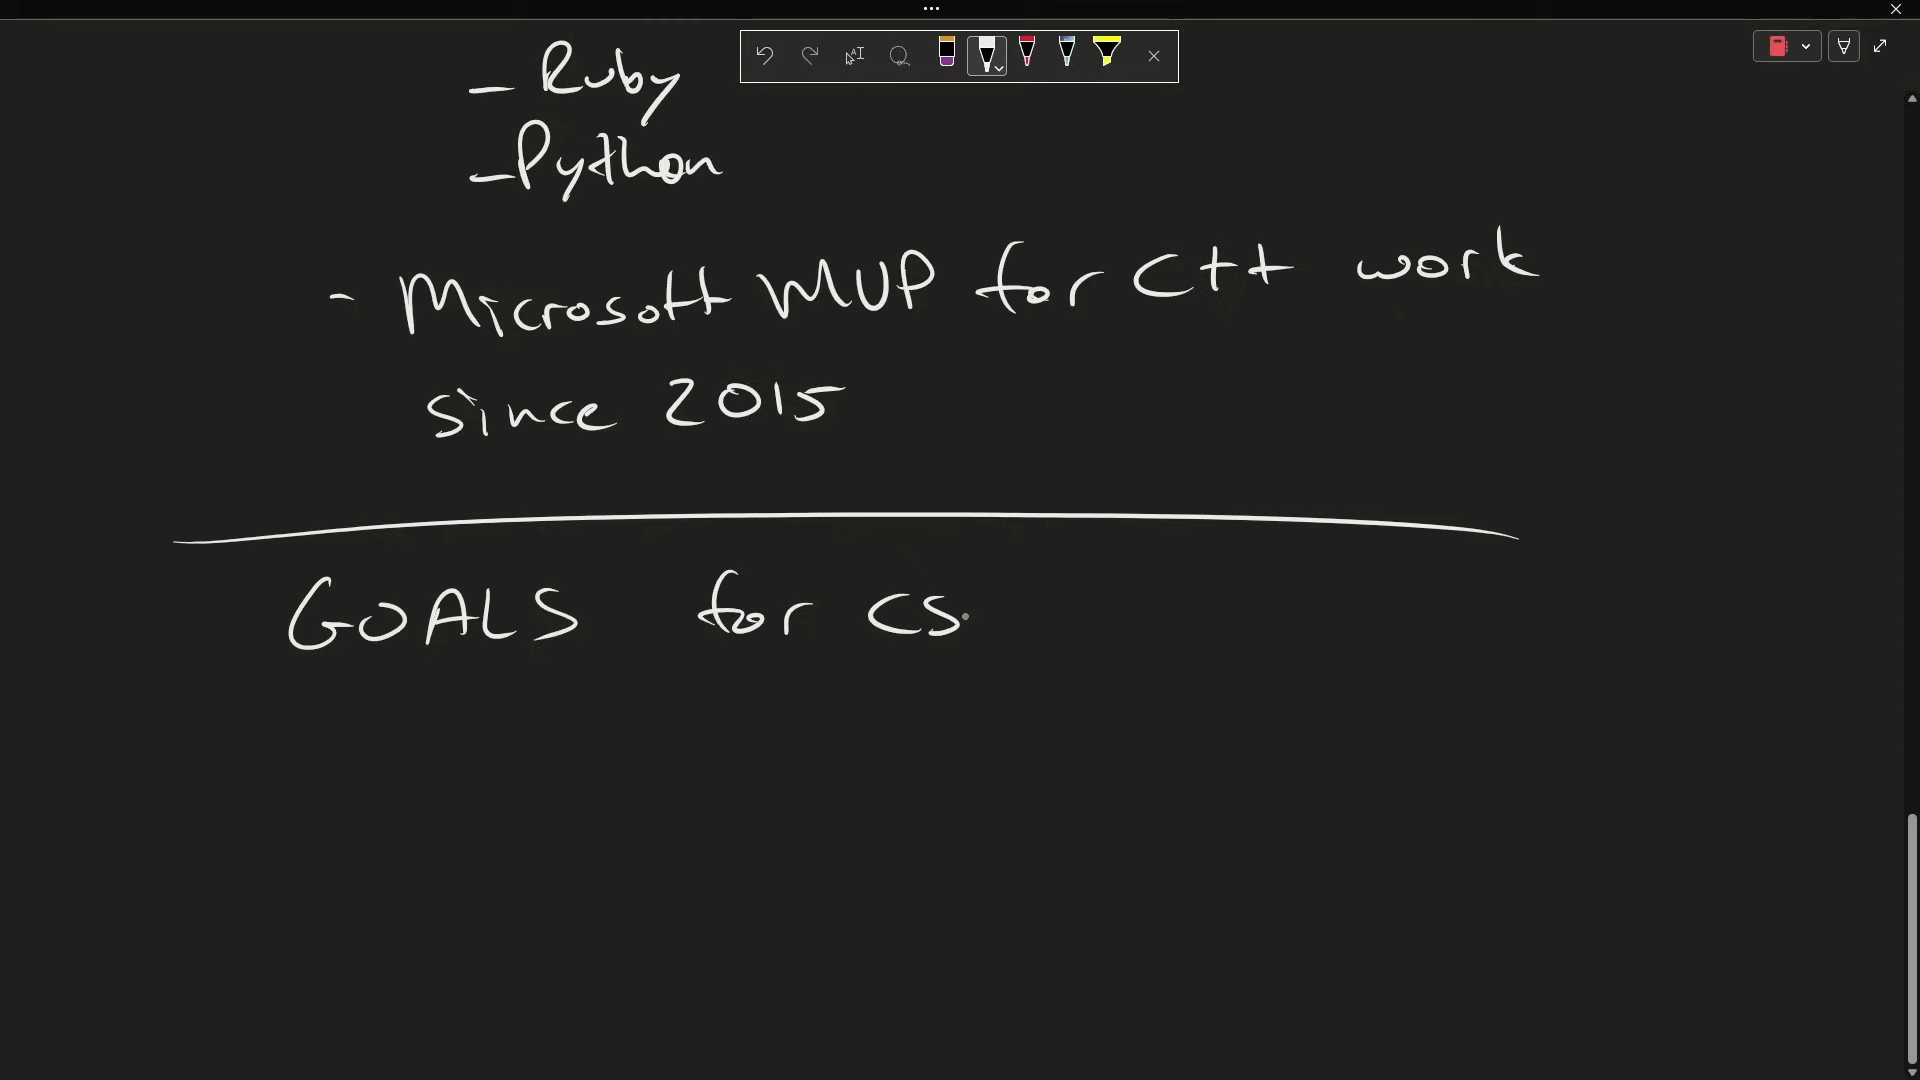 - Ruby
- Python
- Microsoft MVP for C++ work
since 2015
GOALS for CS